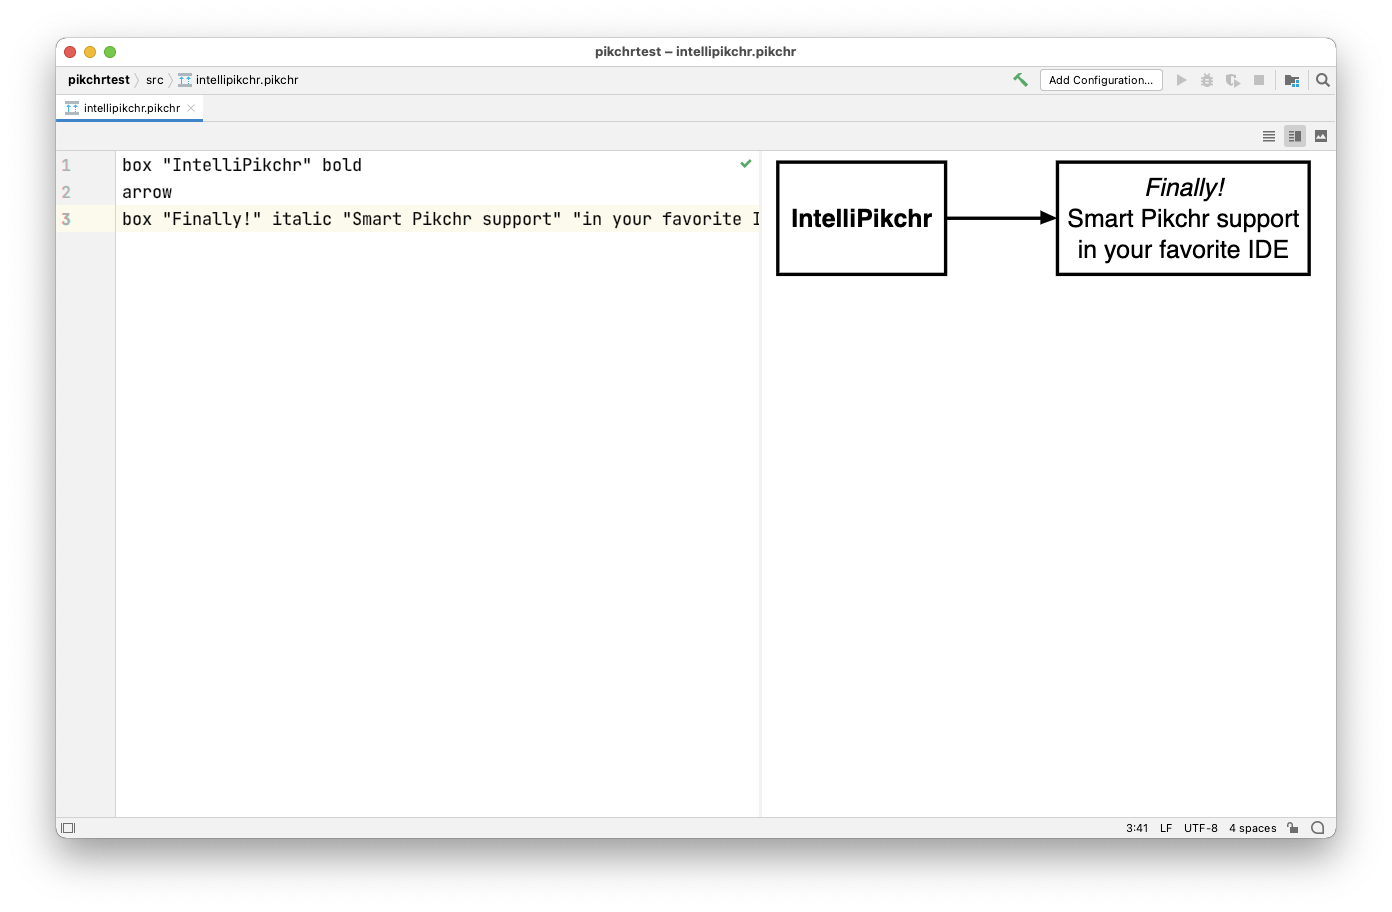 pikchrtest – intellipikchr.pikchr
pikchrtest src intellipikchr.pikchr
Add Configuration...
intellipikchr.pikchr
1 box "IntelliPikchr" bold
2 arrow
3 box "Finally!" italic "Smart Pikchr support" "in your favorite I
IntelliPikchr
Finally!
Smart Pikchr support
in your favorite IDE
3:41 LF UTF-8 4 spaces